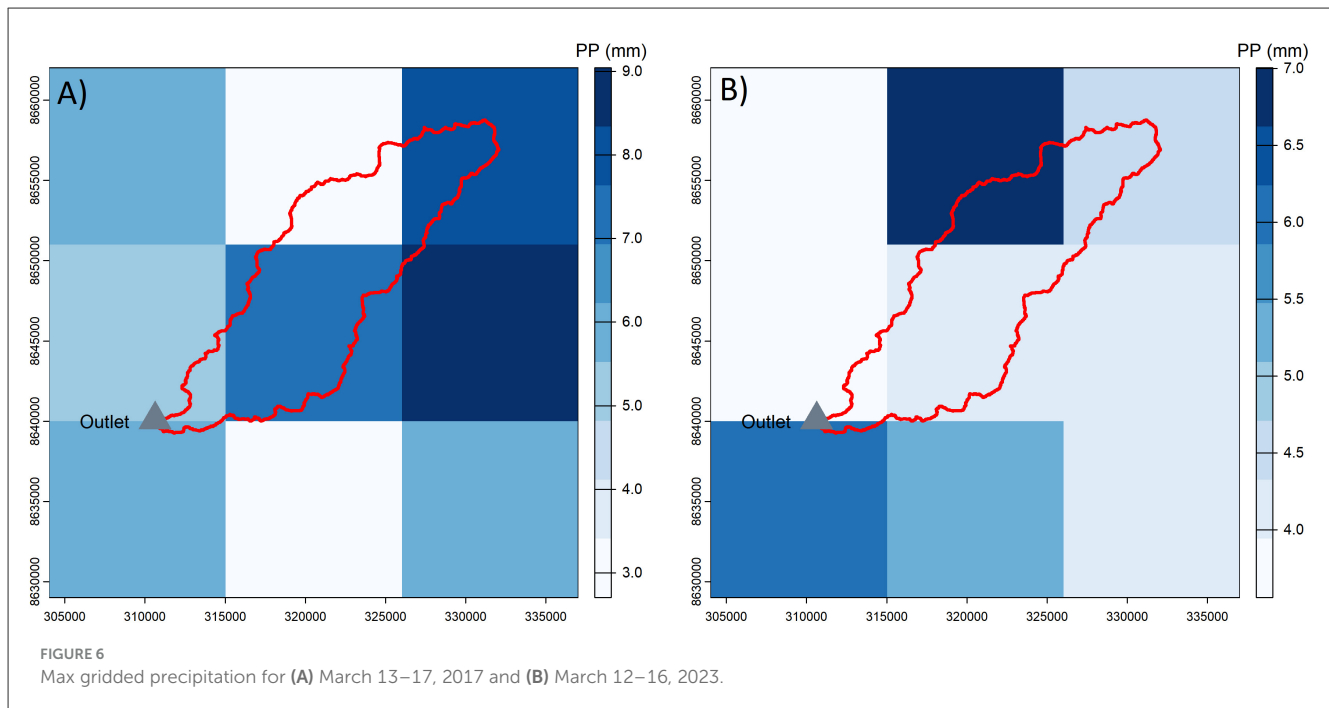 PP (mm)
A)
8660000
8655000
8650000
8645000
8640000
8635000
8630000
Outlet
305000 310000 315000 320000 325000 330000 335000
9.0
8.0
7.0
6.0
5.0
4.0
3.0
PP (mm)
B)
8660000
8655000
8650000
8645000
8640000
8635000
8630000
Outlet
305000 310000 315000 320000 325000 330000 335000
7.0
6.5
6.0
5.5
5.0
4.5
4.0
FIGURE 6
Max gridded precipitation for (A) March 13–17, 2017 and (B) March 12–16, 2023.